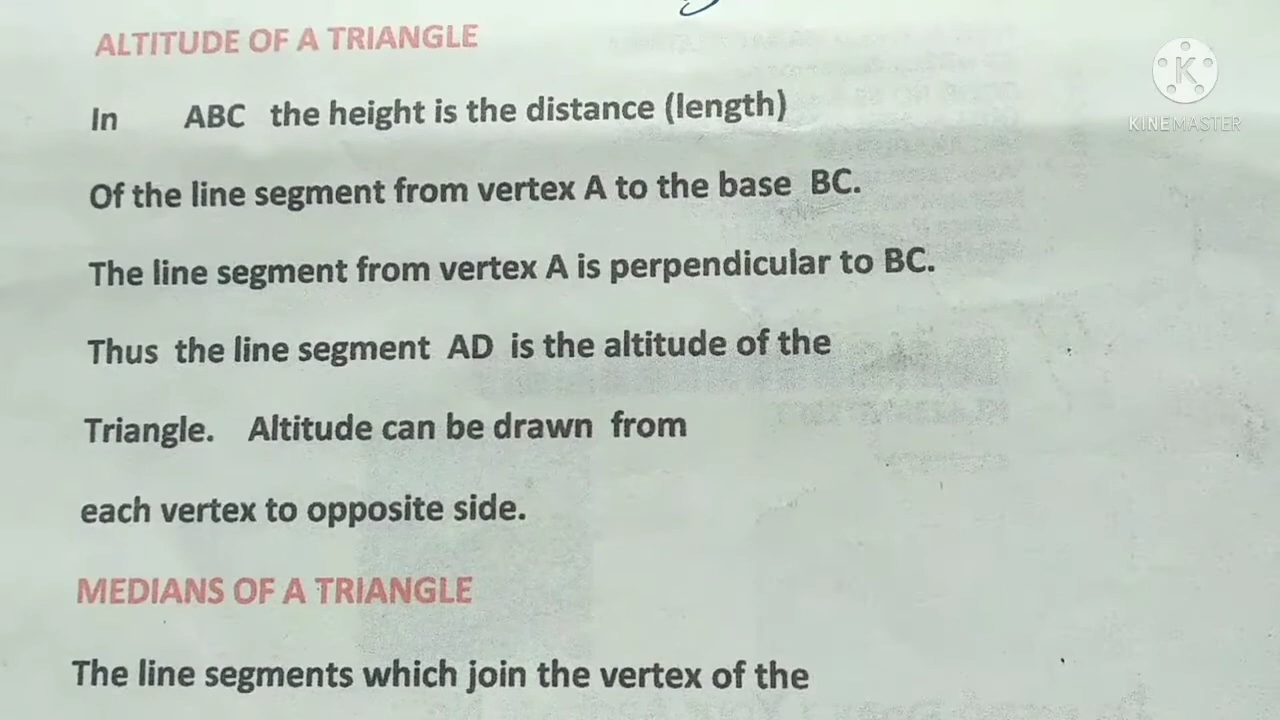 ALTITUDE OF A TRIANGLE
In ABC the height is the distance (length)
Of the line segment from vertex A to the base BC.
The line segment from vertex A is perpendicular to BC.
Thus the line segment AD is the altitude of the
Triangle. Altitude can be drawn from
each vertex to opposite side.
MEDIANS OF A TRIANGLE
The line segments which join the vertex of the
K
KINEMASTER